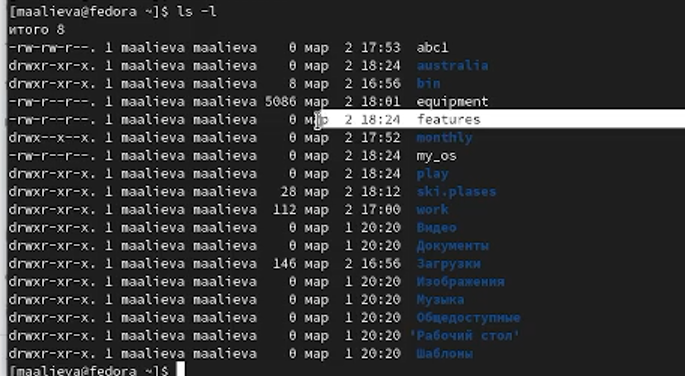 [maalieva@fedora ~]$ ls -l
итого 8
-rw-rw-r--. 1 maalieva maalieva 0 мар 2 17:53 abc1
drwxr-xr-x. 1 maalieva maalieva 0 мар 2 18:24 australia
drwxr-xr-x. 1 maalieva maalieva 8 мар 2 16:56 bin
-rw-r--r--. 1 maalieva maalieva 5086 мар 2 18:01 equipment
-rw-r--r--. 1 maalieva maalieva 0 мар 2 18:24 features
drwx--x--x. 1 maalieva maalieva 0 мар 2 17:52 monthly
-rw-r--r--. 1 maalieva maalieva 0 мар 2 18:24 my_os
drwxr-xr-x. 1 maalieva maalieva 0 мар 2 18:24 play
drwxr-xr-x. 1 maalieva maalieva 28 мар 2 18:12 ski.plases
drwxr-xr-x. 1 maalieva maalieva 112 мар 2 17:00 work
drwxr-xr-x. 1 maalieva maalieva 0 мар 1 20:20 Видео
drwxr-xr-x. 1 maalieva maalieva 0 мар 1 20:20 Документы
drwxr-xr-x. 1 maalieva maalieva 146 мар 2 16:56 Загрузки
drwxr-xr-x. 1 maalieva maalieva 0 мар 1 20:20 Изображения
drwxr-xr-x. 1 maalieva maalieva 0 мар 1 20:20 Музыка
drwxr-xr-x. 1 maalieva maalieva 0 мар 1 20:20 Общедоступные
drwxr-xr-x. 1 maalieva maalieva 0 мар 1 20:20 'Рабочий стол'
drwxr-xr-x. 1 maalieva maalieva 0 мар 1 20:20 Шаблоны
[maalieva@fedora ~]$